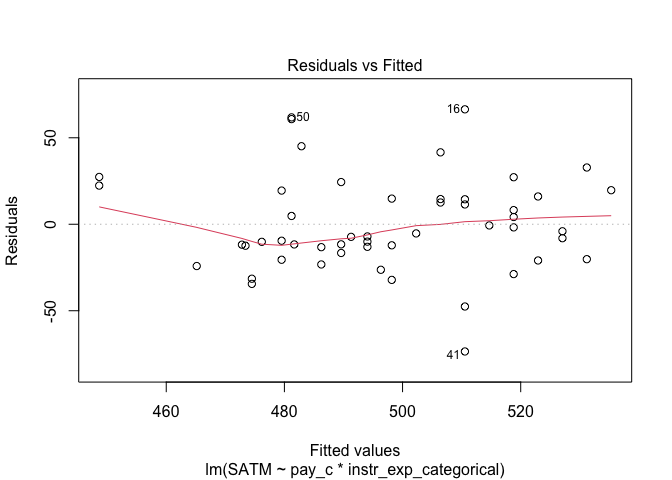 Residuals vs Fitted
Residuals
50
0
-50
50
16
41
460
480
500
520
Fitted values
lm(SATM ~ pay_c * instr_exp_categorical)